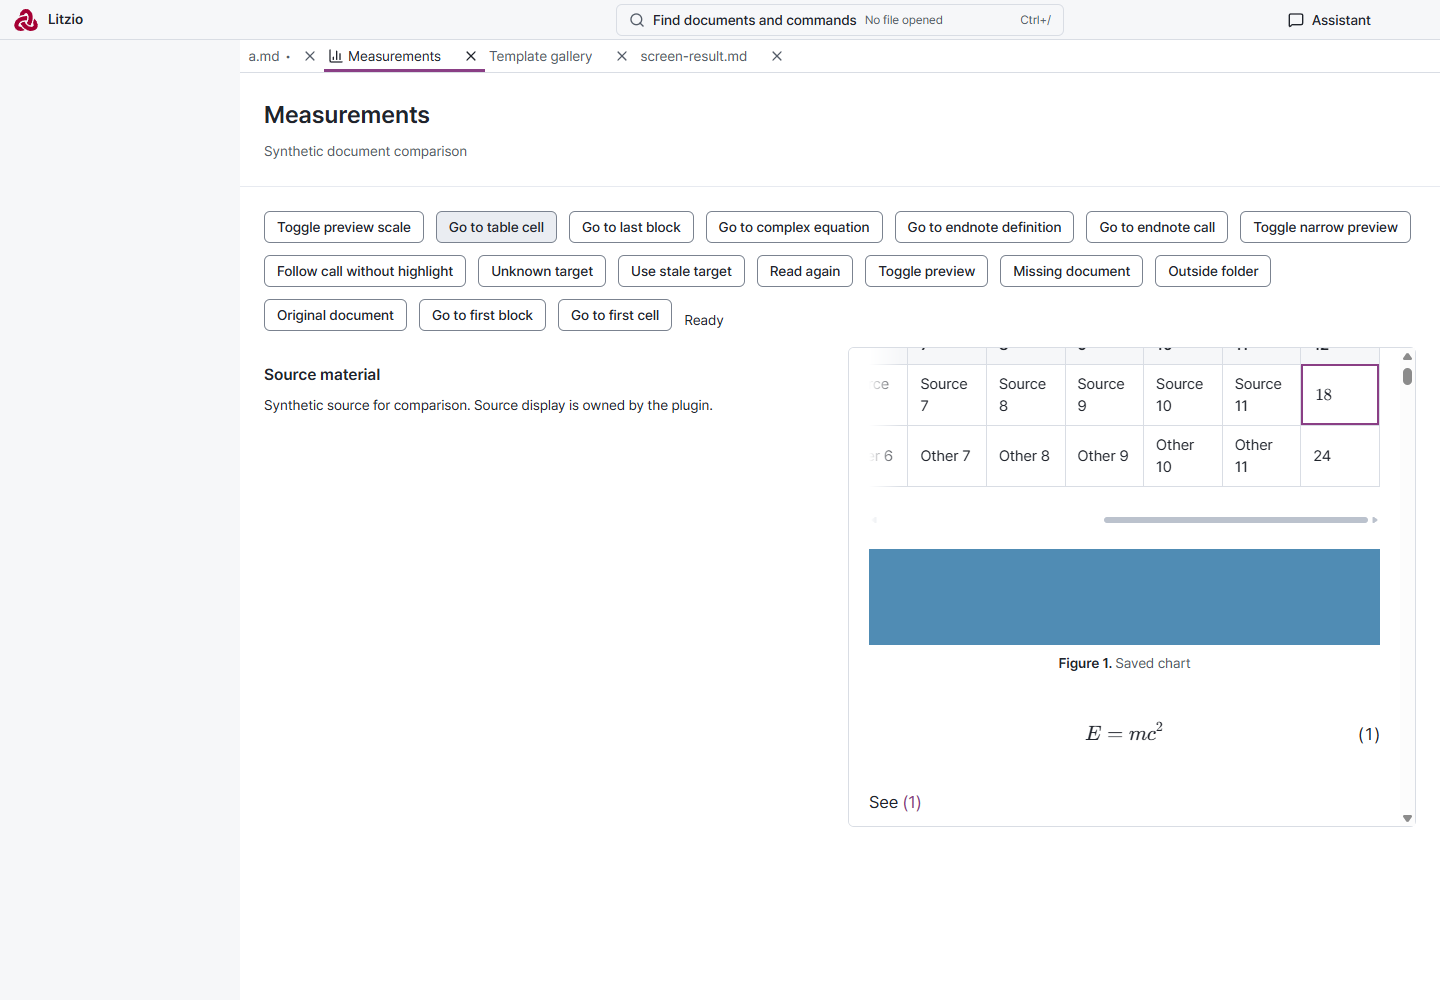 Litzio
Find documents and commands No file opened Ctrl+/
Assistant
a.md •
Measurements
Template gallery
screen-result.md
Measurements
Synthetic document comparison
Toggle preview scale
Go to table cell
Go to last block
Go to complex equation
Go to endnote definition
Go to endnote call
Toggle narrow preview
Follow call without highlight
Unknown target
Use stale target
Read again
Toggle preview
Missing document
Outside folder
Original document
Go to first block
Go to first cell
Ready
Source material
Synthetic source for comparison. Source display is owned by the plugin.
Source 7
Source 8
Source 9
Source 10
Source 11
18
6
Other 7
Other 8
Other 9
Other 10
Other 11
24
Figure 1. Saved chart
E = mc² (1)
See (1)